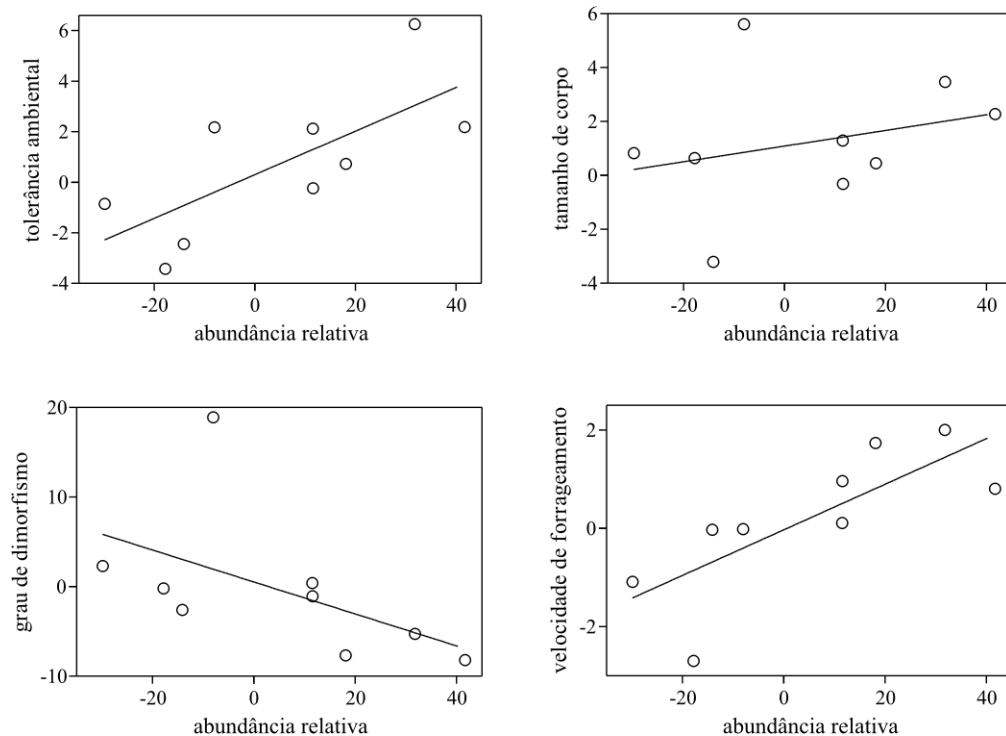 6
4
2
0
-2
-4
tolerância ambiental
-20 0 20 40
abundância relativa
6
4
2
0
-2
-4
tamanho de corpo
-20 0 20 40
abundância relativa
20
10
0
-10
grau de dimorfismo
-20 0 20 40
abundância relativa
2
0
-2
velocidade de forrageamento
-20 0 20 40
abundância relativa